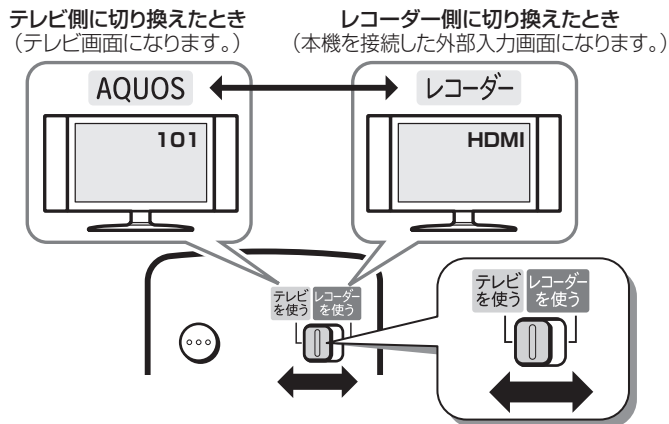 テレビ側に切り換えたとき
（テレビ画面になります。）
レコーダー側に切り換えたとき
（本機を接続した外部入力画面になります。）
AQUOS
レコーダー
101
HDMI
テレビ
を使う
レコーダー
を使う
テレビ
を使う
レコーダー
を使う